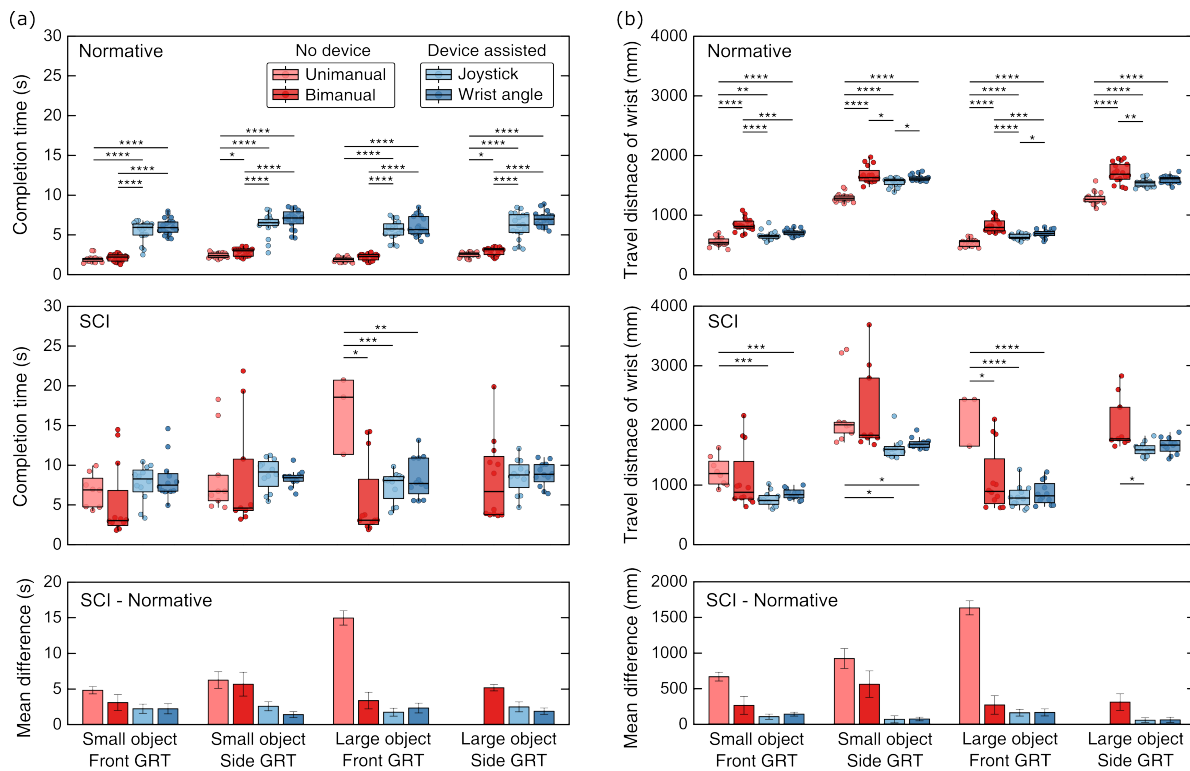 (a)
Completion time (s)
30
25
20
15
10
5
0
Normative
No device
Device assisted
Unimanual
Bimanual
Joystick
Wrist angle
****
****
****
****
****
****
*
****
****
****
****
****
****
****
****
*
****
****
Completion time (s)
30
25
20
15
10
5
0
SCI
**
***
*
Mean difference (s)
20
15
10
5
0
SCI - Normative
Small object
Front GRT
Small object
Side GRT
Large object
Front GRT
Large object
Side GRT
(b)
Travel distnace of wrist (mm)
4000
3000
2000
1000
0
Normative
****
**
****
***
****
****
****
****
*
*
****
****
****
***
****
*
****
****
****
**
Travel distnace of wrist (mm)
4000
3000
2000
1000
0
SCI
***
***
*
*
****
****
*
*
Mean difference (mm)
2000
1500
1000
500
0
SCI - Normative
Small object
Front GRT
Small object
Side GRT
Large object
Front GRT
Large object
Side GRT